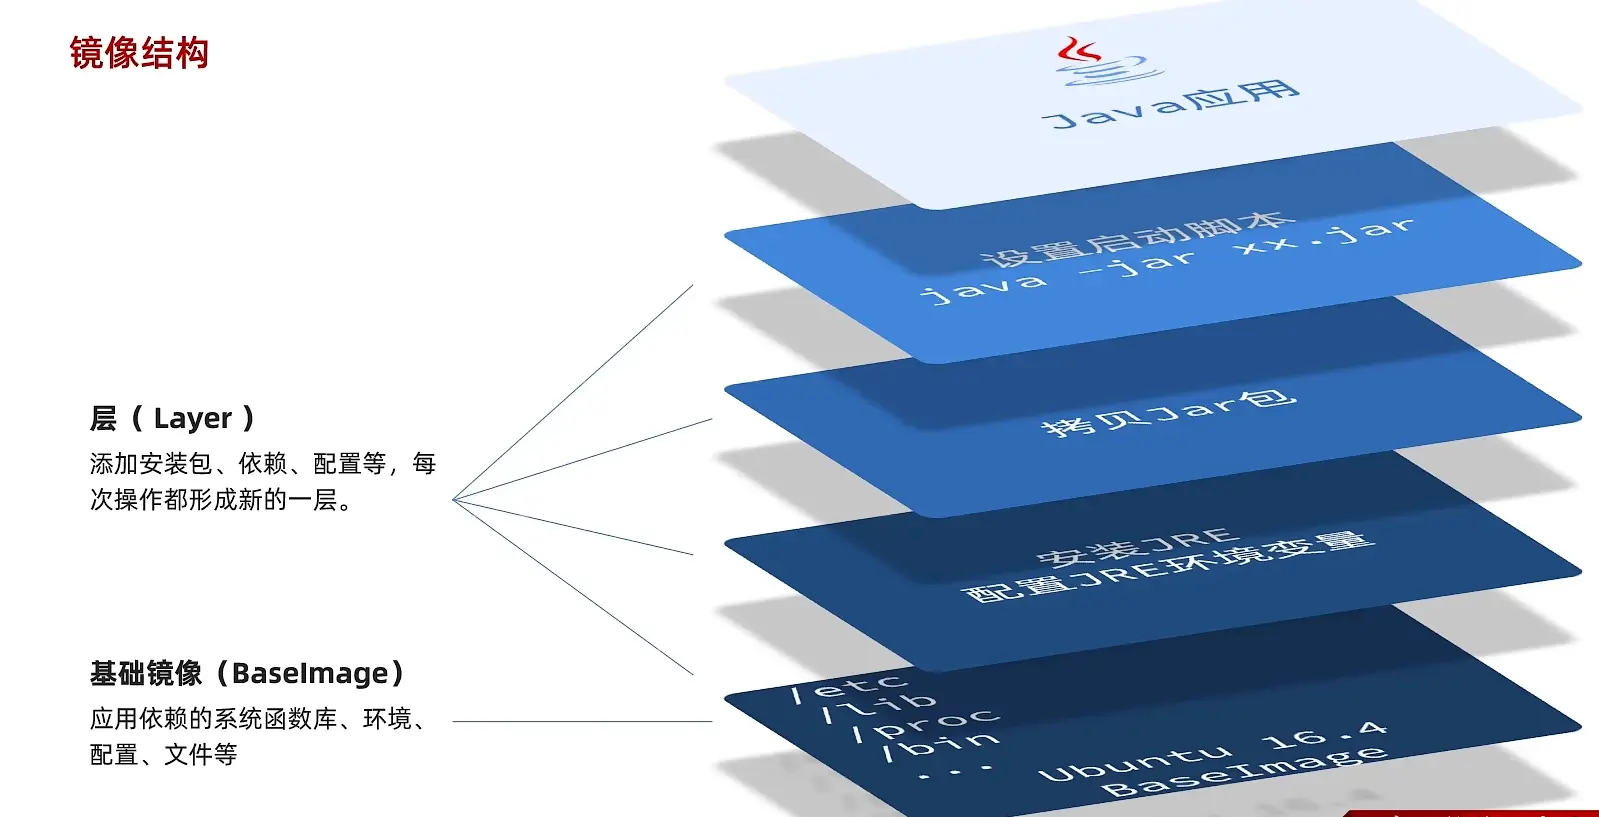 镜像结构
Java应用
设置启动脚本
java -jar xx.jar
拷贝Jar包
安装JRE
配置JRE环境变量
层（ Layer ）
添加安装包、依赖、配置等，每
次操作都形成新的一层。
基础镜像（BaseImage）
应用依赖的系统函数库、环境、
配置、文件等
/etc
/lib
/proc
/bin
...
Ubuntu 16.4
BaseImage